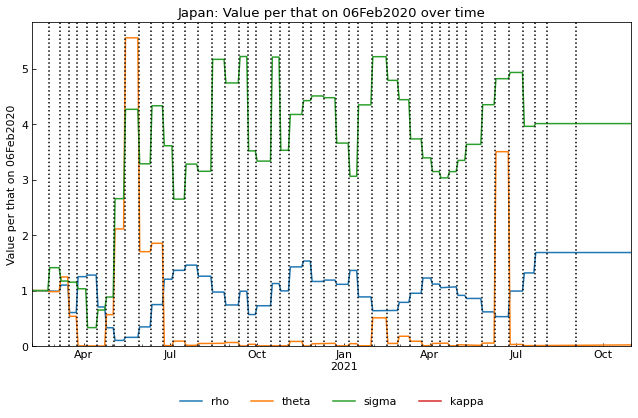 Japan: Value per that on 06Feb2020 over time
Value per that on 06Feb2020
5
4
3
2
1
0
Apr Jul Oct Jan Apr Jul Oct
2021
rho theta sigma kappa